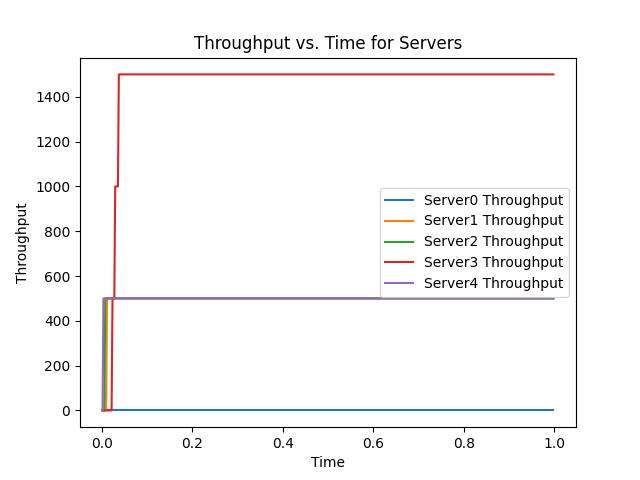 Throughput vs. Time for Servers
1400
1200
1000
800
600
400
200
0
Throughput
Server0 Throughput
Server1 Throughput
Server2 Throughput
Server3 Throughput
Server4 Throughput
0.0 0.2 0.4 0.6 0.8 1.0
Time